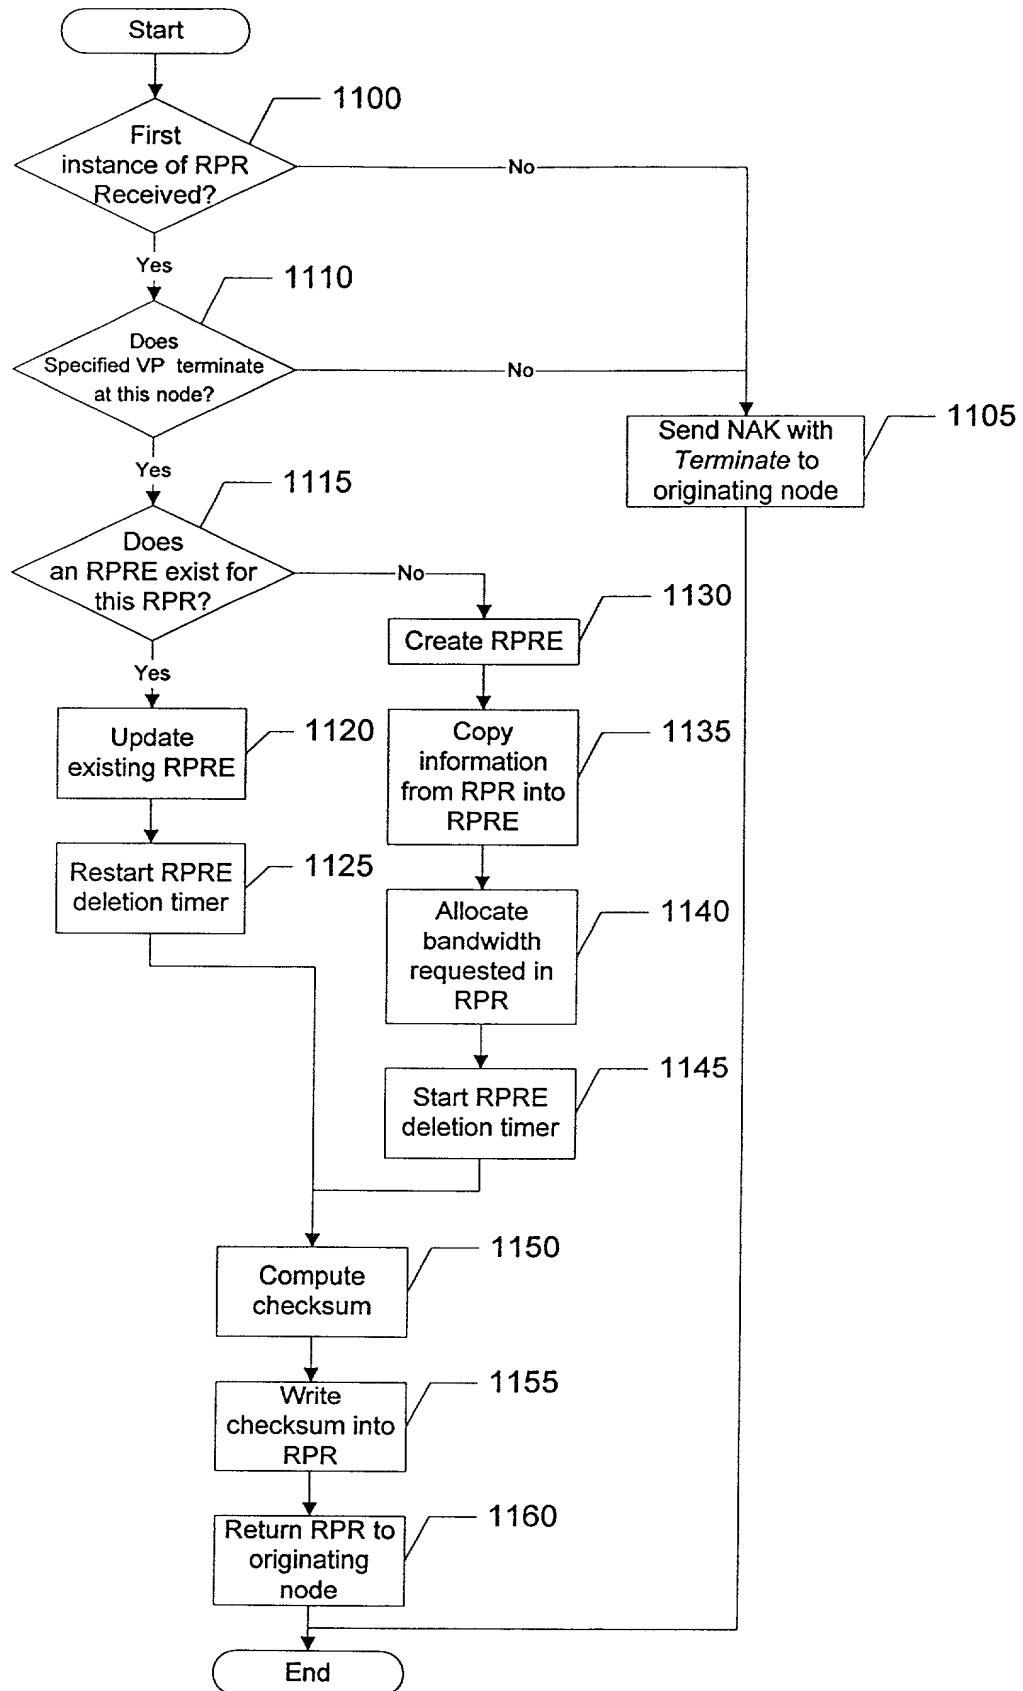 Start
1100
First
instance of RPR
Received?
No
Yes
1110
Does
Specified VP terminate
at this node?
No
1105
Send NAK with
Terminate to
originating node
Yes
1115
Does
an RPRE exist for
this RPR?
No
1130
Create RPRE
Yes
1120
Update
existing RPRE
1135
Copy
information
from RPR into
RPRE
1125
Restart RPRE
deletion timer
1140
Allocate
bandwidth
requested in
RPR
1145
Start RPRE
deletion timer
1150
Compute
checksum
1155
Write
checksum into
RPR
1160
Return RPR to
originating
node
End